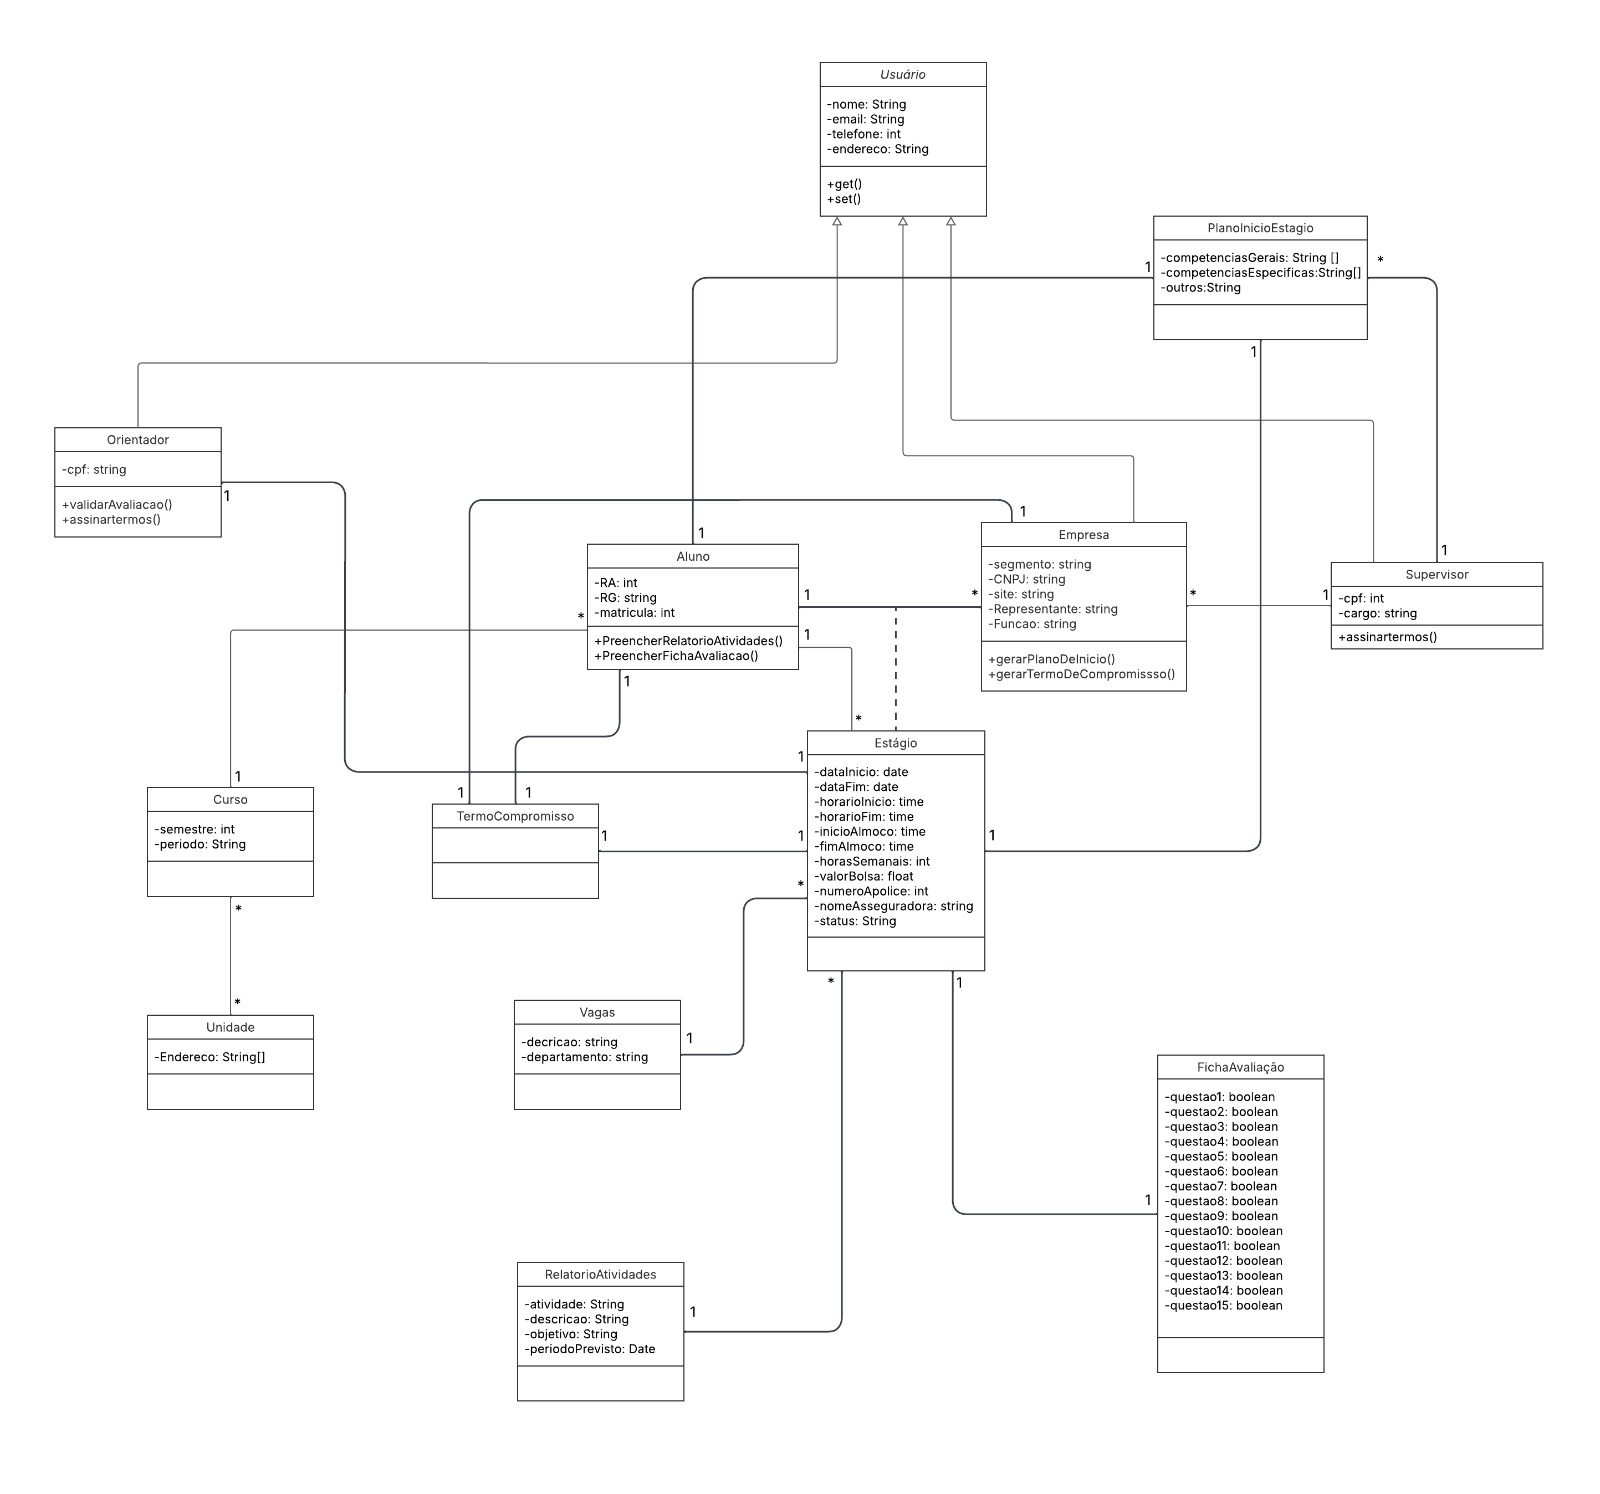 Usuário
-nome: String
-email: String
-telefone: int
-endereco: String
+get()
+set()
PlanoInicioEstagio
-competenciasGerais: String []
-competenciasEspecificas:String[]
-outros:String
1
*
1
Orientador
-cpf: string
+validarAvaliacao()
+assinartermos()
1
Aluno
-RA: int
-RG: string
-matricula: int
+PreencherRelatorioAtividades()
+PreencherFichaAvaliacao()
1
*
1
1
1
Empresa
-segmento: string
-CNPJ: string
-site: string
-Representante: string
-Funcao: string
+gerarPlanoDeInicio()
+gerarTermoDeCompromissso()
1
*
*
Supervisor
-cpf: int
-cargo: string
+assinartermos()
1
1
Curso
-semestre: int
-periodo: String
1
*
TermoCompromisso
1
1
1
Estágio
-dataInicio: date
-dataFim: date
-horarioInicio: time
-horarioFim: time
-inicioAlmoco: time
-fimAlmoco: time
-horasSemanais: int
-valorBolsa: float
-numeroApolice: int
-nomeAsseguradora: string
-status: String
*
1
1
*
1
*
1
Unidade
-Endereco: String[]
*
Vagas
-decricao: string
-departamento: string
1
FichaAvaliação
-questao1: boolean
-questao2: boolean
-questao3: boolean
-questao4: boolean
-questao5: boolean
-questao6: boolean
-questao7: boolean
-questao8: boolean
-questao9: boolean
-questao10: boolean
-questao11: boolean
-questao12: boolean
-questao13: boolean
-questao14: boolean
-questao15: boolean
1
RelatorioAtividades
-atividade: String
-descricao: String
-objetivo: String
-periodoPrevisto: Date
1